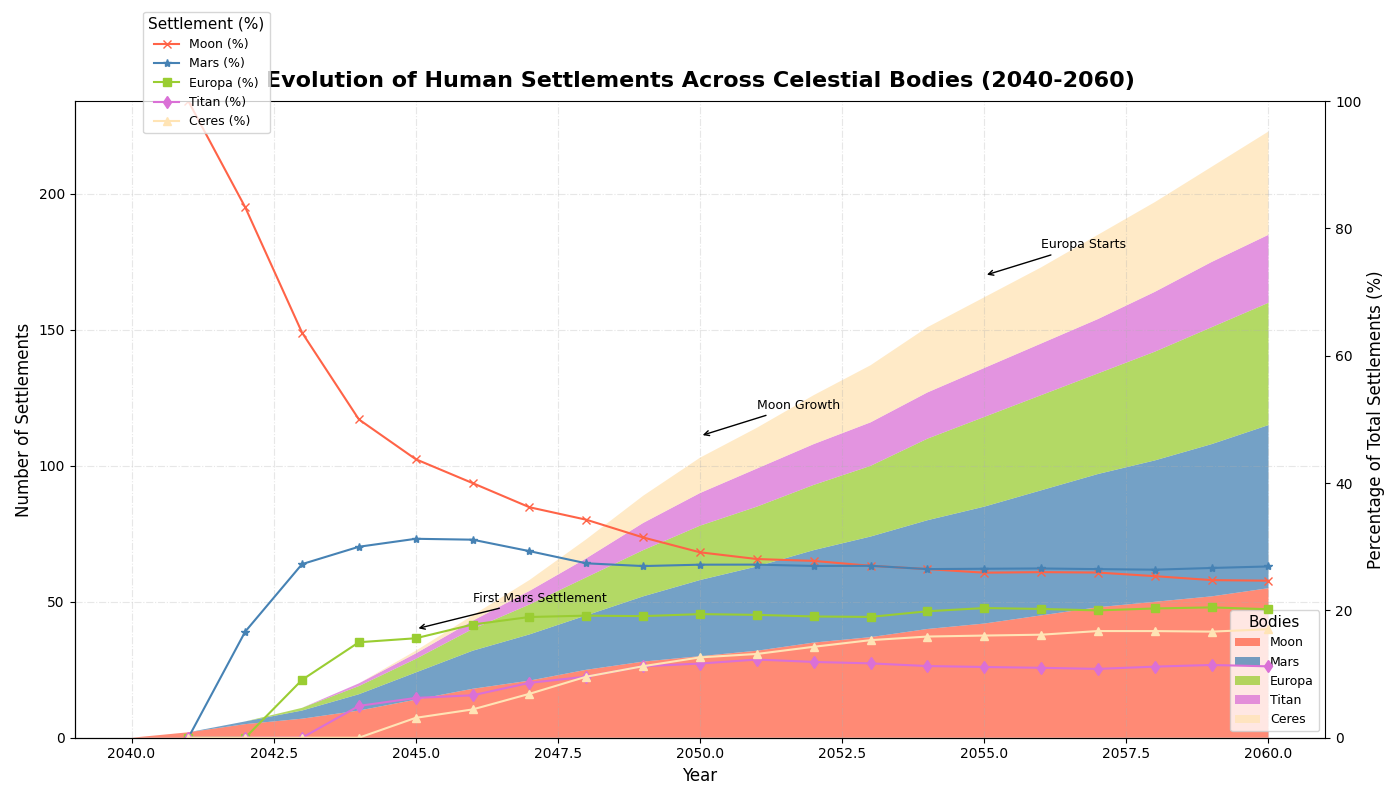 Settlement (%)
Moon (%)
Mars (%)
Europa (%)
Titan (%)
Ceres (%)
Evolution of Human Settlements Across Celestial Bodies (2040-2060)
Number of Settlements
200
150
100
50
0
100
80
60
40
20
0
Percentage of Total Settlements (%)
Europa Starts
Moon Growth
First Mars Settlement
Bodies
Moon
Mars
Europa
Titan
Ceres
2040.0 2042.5 2045.0 2047.5 2050.0 2052.5 2055.0 2057.5 2060.0
Year